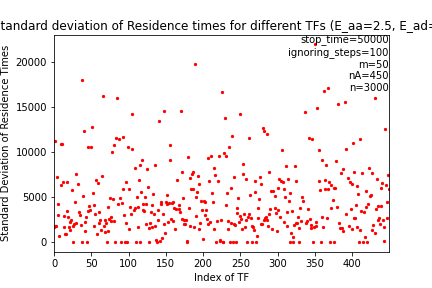 tandard deviation of Residence times for different TFs (E_aa=2.5, E_ad=
stop_time=50000
ignoring_steps=100
m=50
nA=450
n=3000
Standard Deviation of Residence Times
20000
15000
10000
5000
0
0 50 100 150 200 250 300 350 400
Index of TF